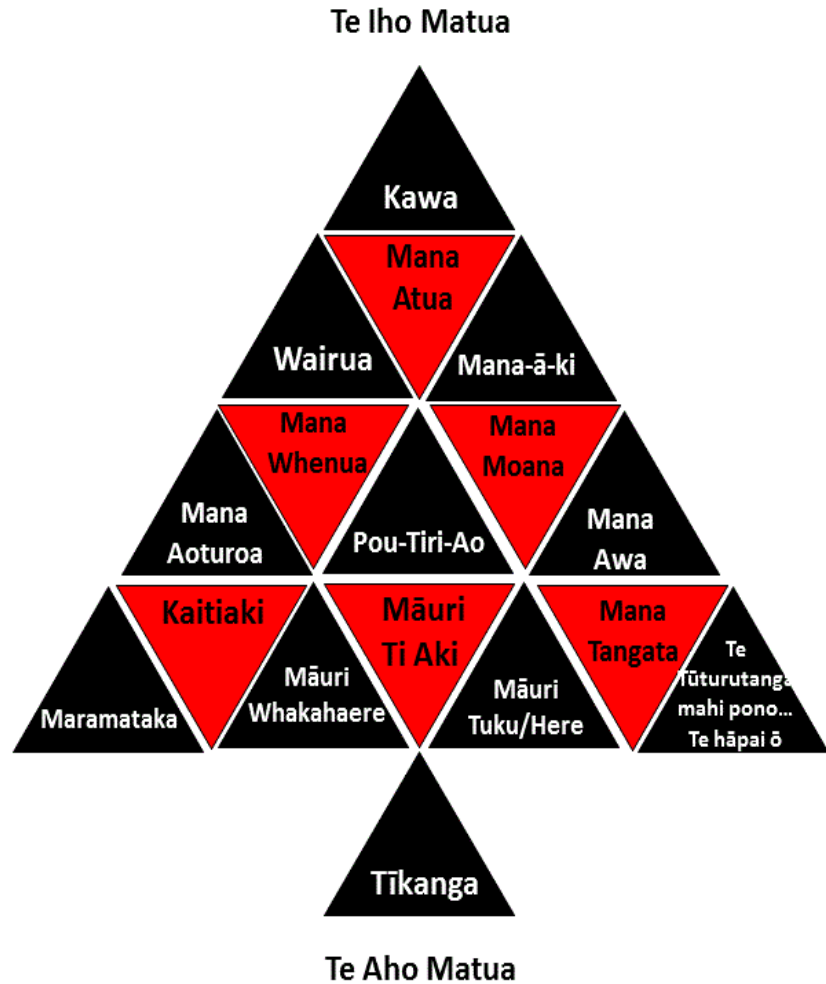 Te Iho Matua
Kawa
Mana
Atua
Wairua
Mana-ā-ki
Mana
Whenua
Mana
Moana
Mana
Aoturoa
Pou-Tiri-Ao
Mana
Awa
Kaitiaki
Māuri
Ti Aki
Mana
Tangata
Maramataka
Māuri
Whakahaere
Māuri
Tuku/Here
Te
Tūturutanga
mahi pono...
Te hāpai ō
Tīkanga
Te Aho Matua